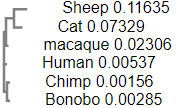 Sheep 0.11635
Cat 0.07329
macaque 0.02306
Human 0.00537
Chimp 0.00156
Bonobo 0.00285